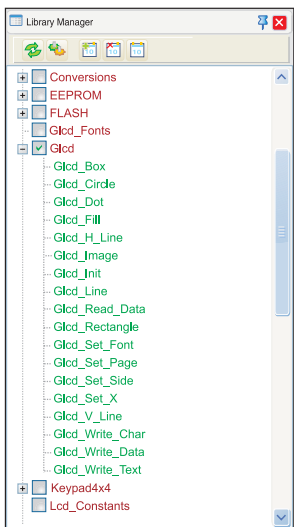 Library Manager
Conversions
EEPROM
FLASH
Glcd_Fonts
Glcd
Glcd_Box
Glcd_Circle
Glcd_Dot
Glcd_Fill
Glcd_H_Line
Glcd_Image
Glcd_Init
Glcd_Line
Glcd_Read_Data
Glcd_Rectangle
Glcd_Set_Font
Glcd_Set_Page
Glcd_Set_Side
Glcd_Set_X
Glcd_V_Line
Glcd_Write_Char
Glcd_Write_Data
Glcd_Write_Text
Keypad4x4
Lcd_Constants